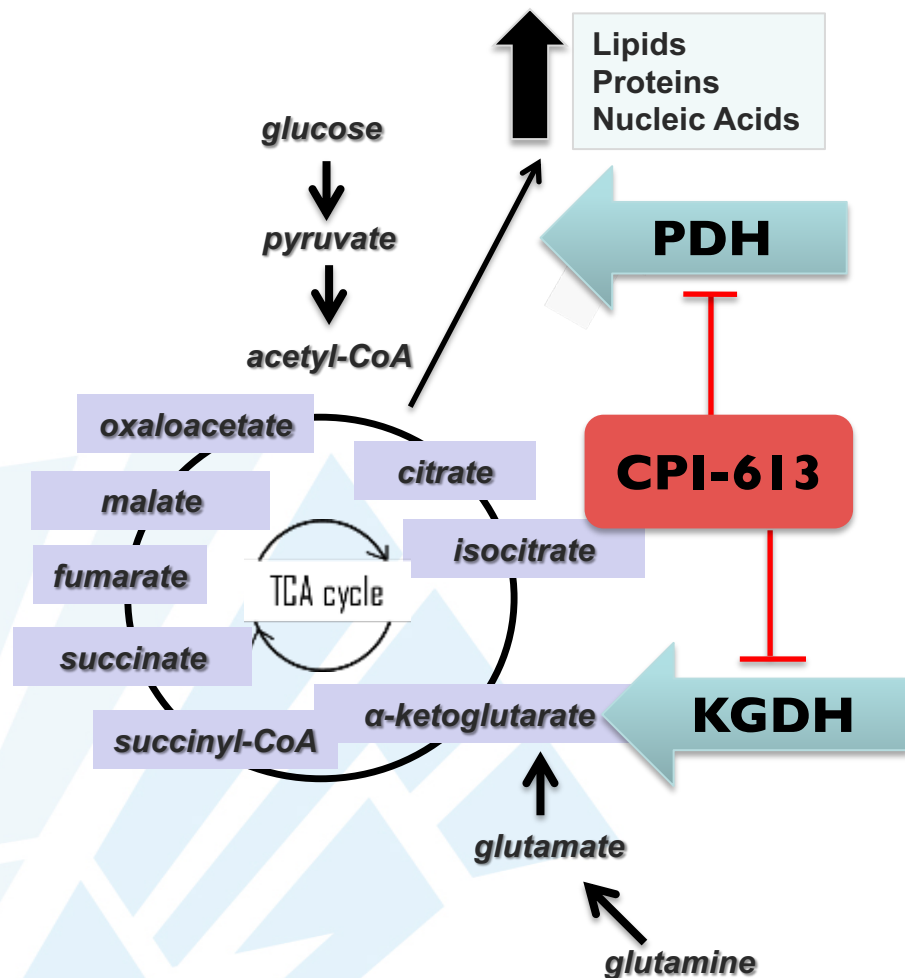 Lipids
Proteins
Nucleic Acids
glucose
pyruvate
PDH
acetyl-CoA
oxaloacetate
citrate
CPI-613
malate
isocitrate
fumarate
TCA cycle
succinate
α-ketoglutarate
KGDH
succinyl-CoA
glutamate
glutamine